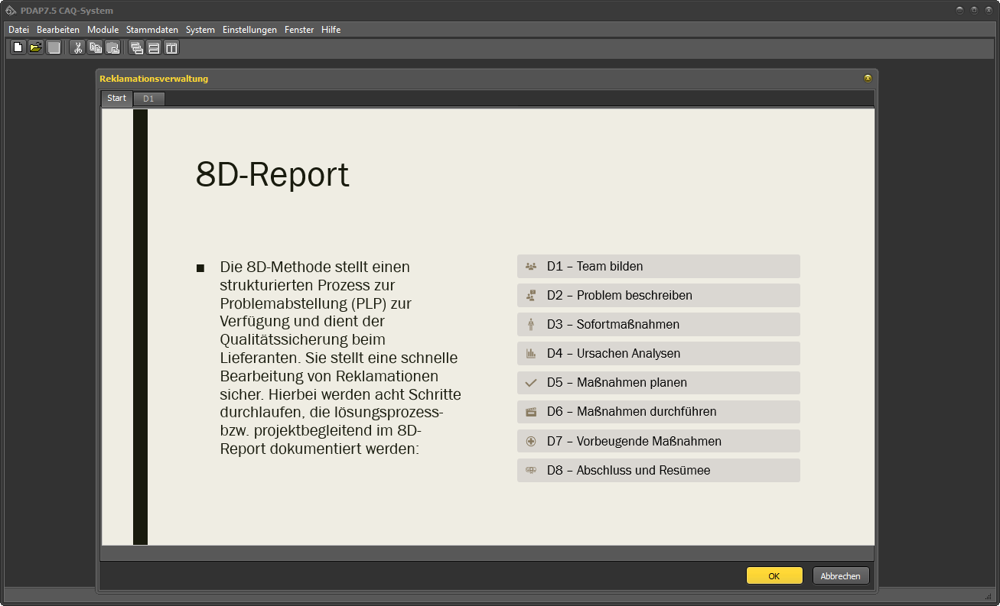 PDAP7.5 CAQ-System
Datei Bearbeiten Module Stammdaten System Einstellungen Fenster Hilfe
Reklamationsverwaltung
Start D1
8D-Report
■ Die 8D-Methode stellt einen
strukturierten Prozess zur
Problemabstellung (PLP) zur
Verfügung und dient der
Qualitätssicherung beim
Lieferanten. Sie stellt eine schnelle
Bearbeitung von Reklamationen
sicher. Hierbei werden acht Schritte
durchlaufen, die lösungsprozess-
bzw. projektbegleitend im 8D-
Report dokumentiert werden:
D1 – Team bilden
D2 – Problem beschreiben
D3 – Sofortmaßnahmen
D4 – Ursachen Analysen
D5 – Maßnahmen planen
D6 – Maßnahmen durchführen
D7 – Vorbeugende Maßnahmen
D8 – Abschluss und Resümee
OK Abbrechen